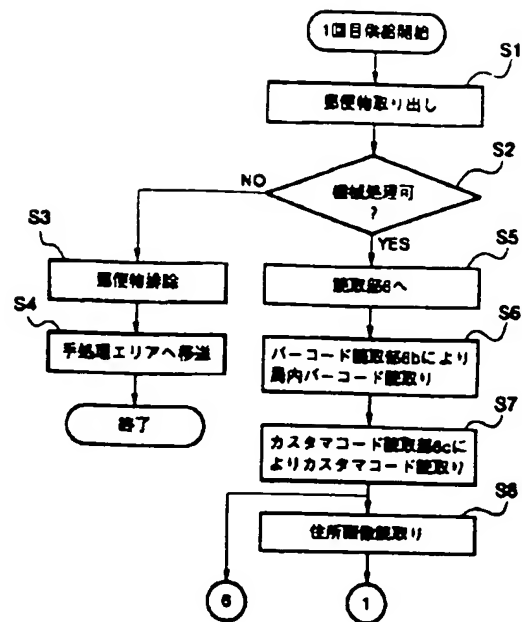 1回目供給開始
S1
郵便物取り出し
S2
機械処理可
?
NO
YES
S3
郵便物排除
S4
手処理エリアへ移送
終了
S5
読取部6へ
S6
バーコード読取部6bにより
局内バーコード読取り
S7
カスタマコード読取部6cに
よりカスタマコード読取り
S8
住所画像読取り
6
1